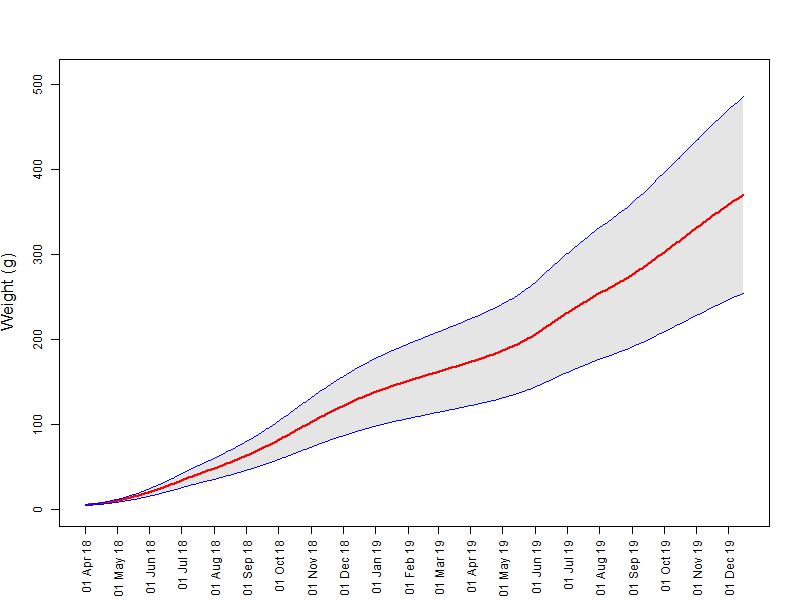 Weight (g)
500
400
300
200
100
0
01 Apr 18
01 May 18
01 Jun 18
01 Jul 18
01 Aug 18
01 Sep 18
01 Oct 18
01 Nov 18
01 Dec 18
01 Jan 19
01 Feb 19
01 Mar 19
01 Apr 19
01 May 19
01 Jun 19
01 Jul 19
01 Aug 19
01 Sep 19
01 Oct 19
01 Nov 19
01 Dec 19